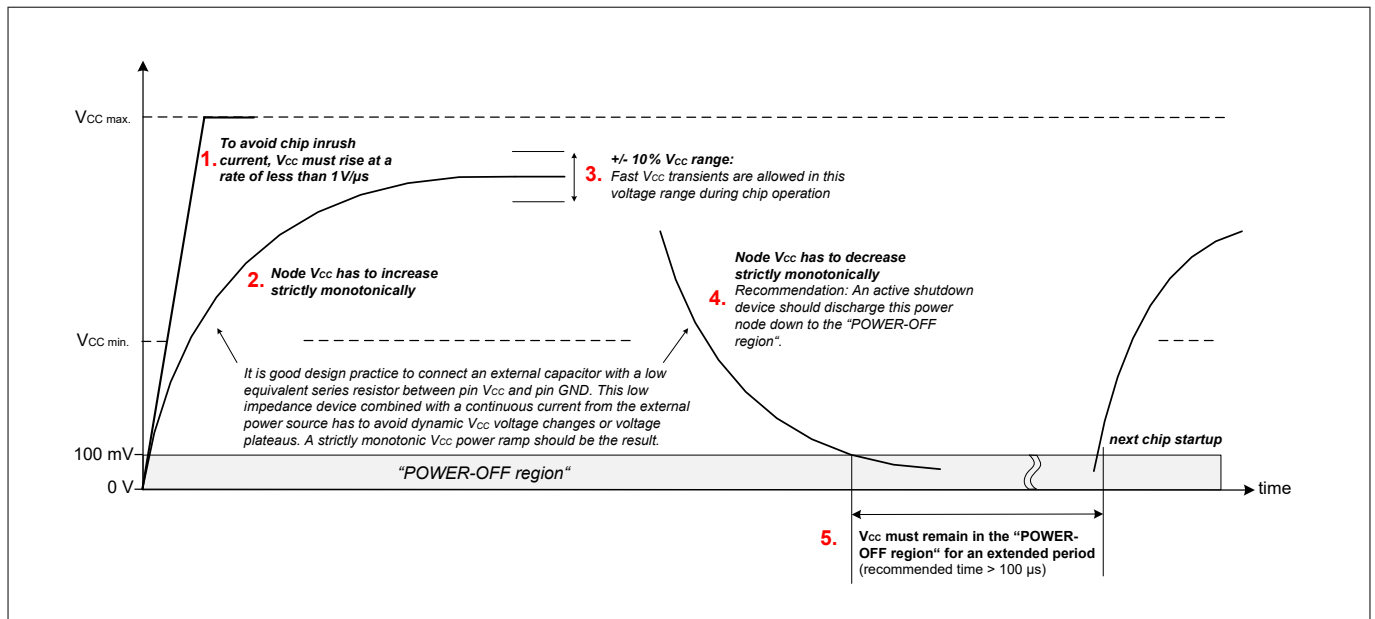 VCC max.
1. To avoid chip inrush
current, VCC must rise at a
rate of less than 1V/µs
3. +/- 10% VCC range:
Fast VCC transients are allowed in this
voltage range during chip operation
2. Node VCC has to increase
strictly monotonically
4. Node VCC has to decrease
strictly monotonically
Recommendation: An active shutdown
device should discharge this power
node down to the “POWER-OFF
region“.
VCC min.
It is good design practice to connect an external capacitor with a low
equivalent series resistor between pin VCC and pin GND. This low
impedance device combined with a continuous current from the external
power source has to avoid dynamic VCC voltage changes or voltage
plateaus. A strictly monotonic VCC power ramp should be the result.
next chip startup
100 mV
“POWER-OFF region“
0 V
time
5. VCC must remain in the “POWER-
OFF region“ for an extended period
(recommended time > 100 µs)